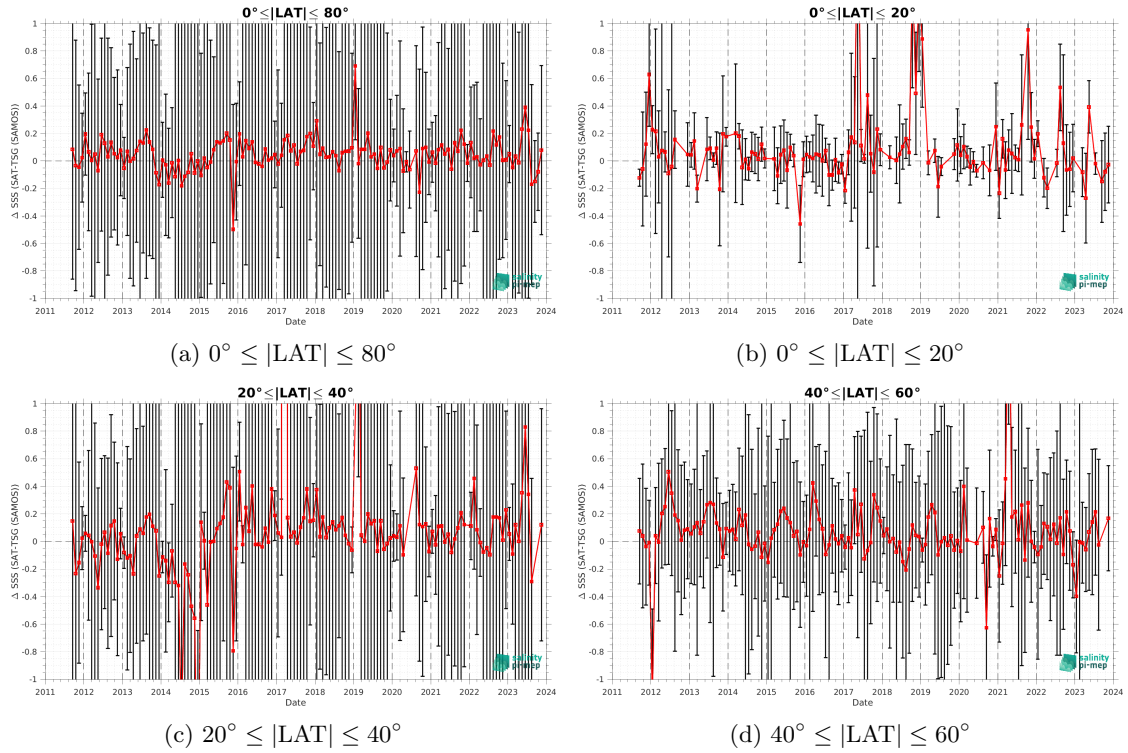 0°≤|LAT|≤ 80°
Δ SSS (SAT-TSG (SAMOS))
1
0.8
0.6
0.4
0.2
0
-0.2
-0.4
-0.6
-0.8
-1
2011 2012 2013 2014 2015 2016 2017 2018 2019 2020 2021 2022 2023 2024
Date
salinity
pi-mep
(a) 0° ≤ |LAT| ≤ 80°
0°≤|LAT|≤ 20°
Δ SSS (SAT-TSG (SAMOS))
1
0.8
0.6
0.4
0.2
0
-0.2
-0.4
-0.6
-0.8
-1
2011 2012 2013 2014 2015 2016 2017 2018 2019 2020 2021 2022 2023 2024
Date
salinity
pi-mep
(b) 0° ≤ |LAT| ≤ 20°
20°≤|LAT|≤ 40°
Δ SSS (SAT-TSG (SAMOS))
1
0.8
0.6
0.4
0.2
0
-0.2
-0.4
-0.6
-0.8
-1
2011 2012 2013 2014 2015 2016 2017 2018 2019 2020 2021 2022 2023 2024
Date
salinity
pi-mep
(c) 20° ≤ |LAT| ≤ 40°
40°≤|LAT|≤ 60°
Δ SSS (SAT-TSG (SAMOS))
1
0.8
0.6
0.4
0.2
0
-0.2
-0.4
-0.6
-0.8
-1
2011 2012 2013 2014 2015 2016 2017 2018 2019 2020 2021 2022 2023 2024
Date
salinity
pi-mep
(d) 40° ≤ |LAT| ≤ 60°